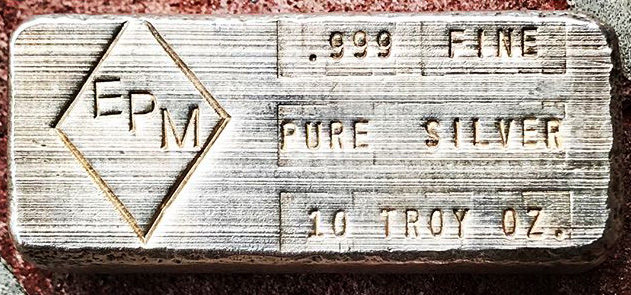 EPM
.999 FINE
PURE SILVER
10 TROY OZ.